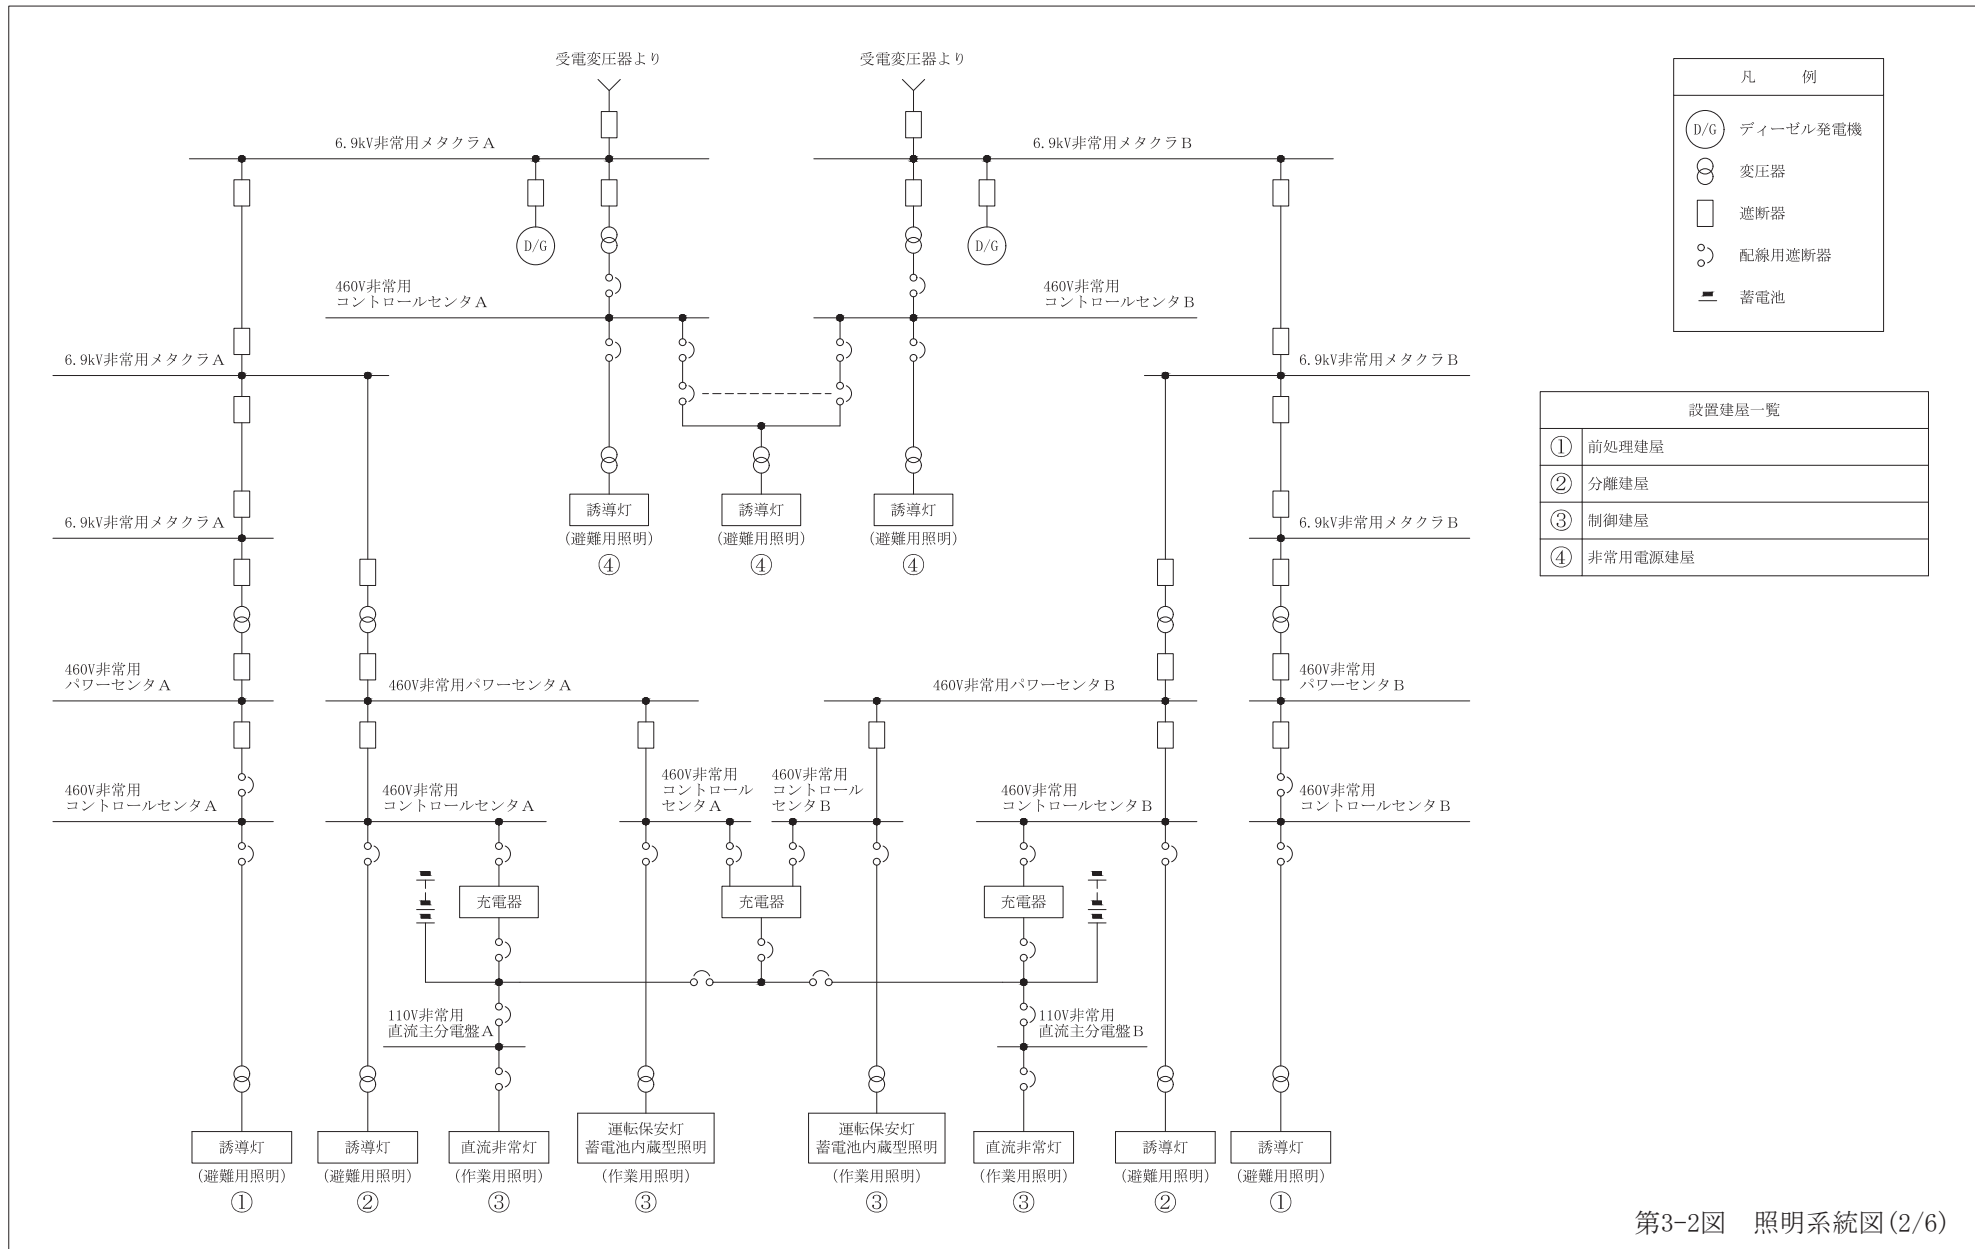 受電変圧器より
受電変圧器より
凡 例
D/G ディーゼル発電機
変圧器
遮断器
配線用遮断器
蓄電池
6.9kV非常用メタクラA
6.9kV非常用メタクラB
D/G
D/G
460V非常用
コントロールセンタA
460V非常用
コントロールセンタB
6.9kV非常用メタクラA
6.9kV非常用メタクラB
設置建屋一覧
① 前処理建屋
② 分離建屋
③ 制御建屋
④ 非常用電源建屋
誘導灯
(避難用照明)
④
誘導灯
(避難用照明)
④
誘導灯
(避難用照明)
④
6.9kV非常用メタクラA
6.9kV非常用メタクラB
460V非常用
パワーセンタA
460V非常用パワーセンタA
460V非常用パワーセンタB
460V非常用
パワーセンタB
460V非常用
コントロールセンタA
460V非常用
コントロールセンタA
460V非常用
コントロール
センタA
460V非常用
コントロール
センタB
460V非常用
コントロールセンタB
460V非常用
コントロールセンタB
充電器
充電器
充電器
110V非常用
直流主分電盤A
110V非常用
直流主分電盤B
誘導灯
(避難用照明)
①
誘導灯
(避難用照明)
②
直流非常灯
(作業用照明)
③
運転保安灯
蓄電池内蔵型照明
(作業用照明)
③
運転保安灯
蓄電池内蔵型照明
(作業用照明)
③
直流非常灯
(作業用照明)
③
誘導灯
(避難用照明)
②
誘導灯
(避難用照明)
①
第3-2図 照明系統図(2/6)